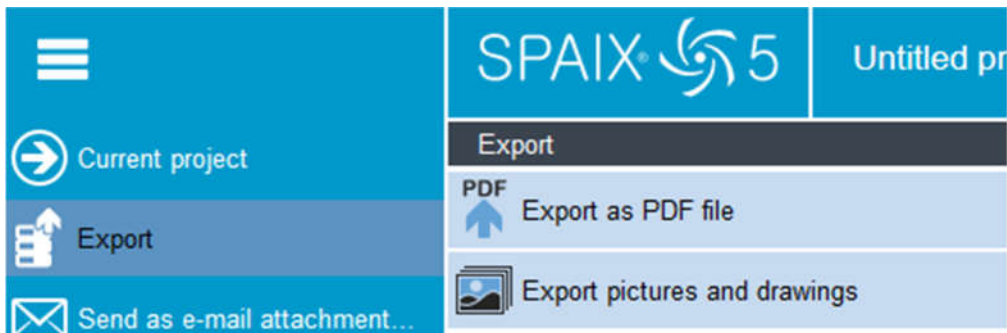 SPAIX® 5
Untitled pr
Current project
Export
Send as e-mail attachment...
Export
PDF
Export as PDF file
Export pictures and drawings